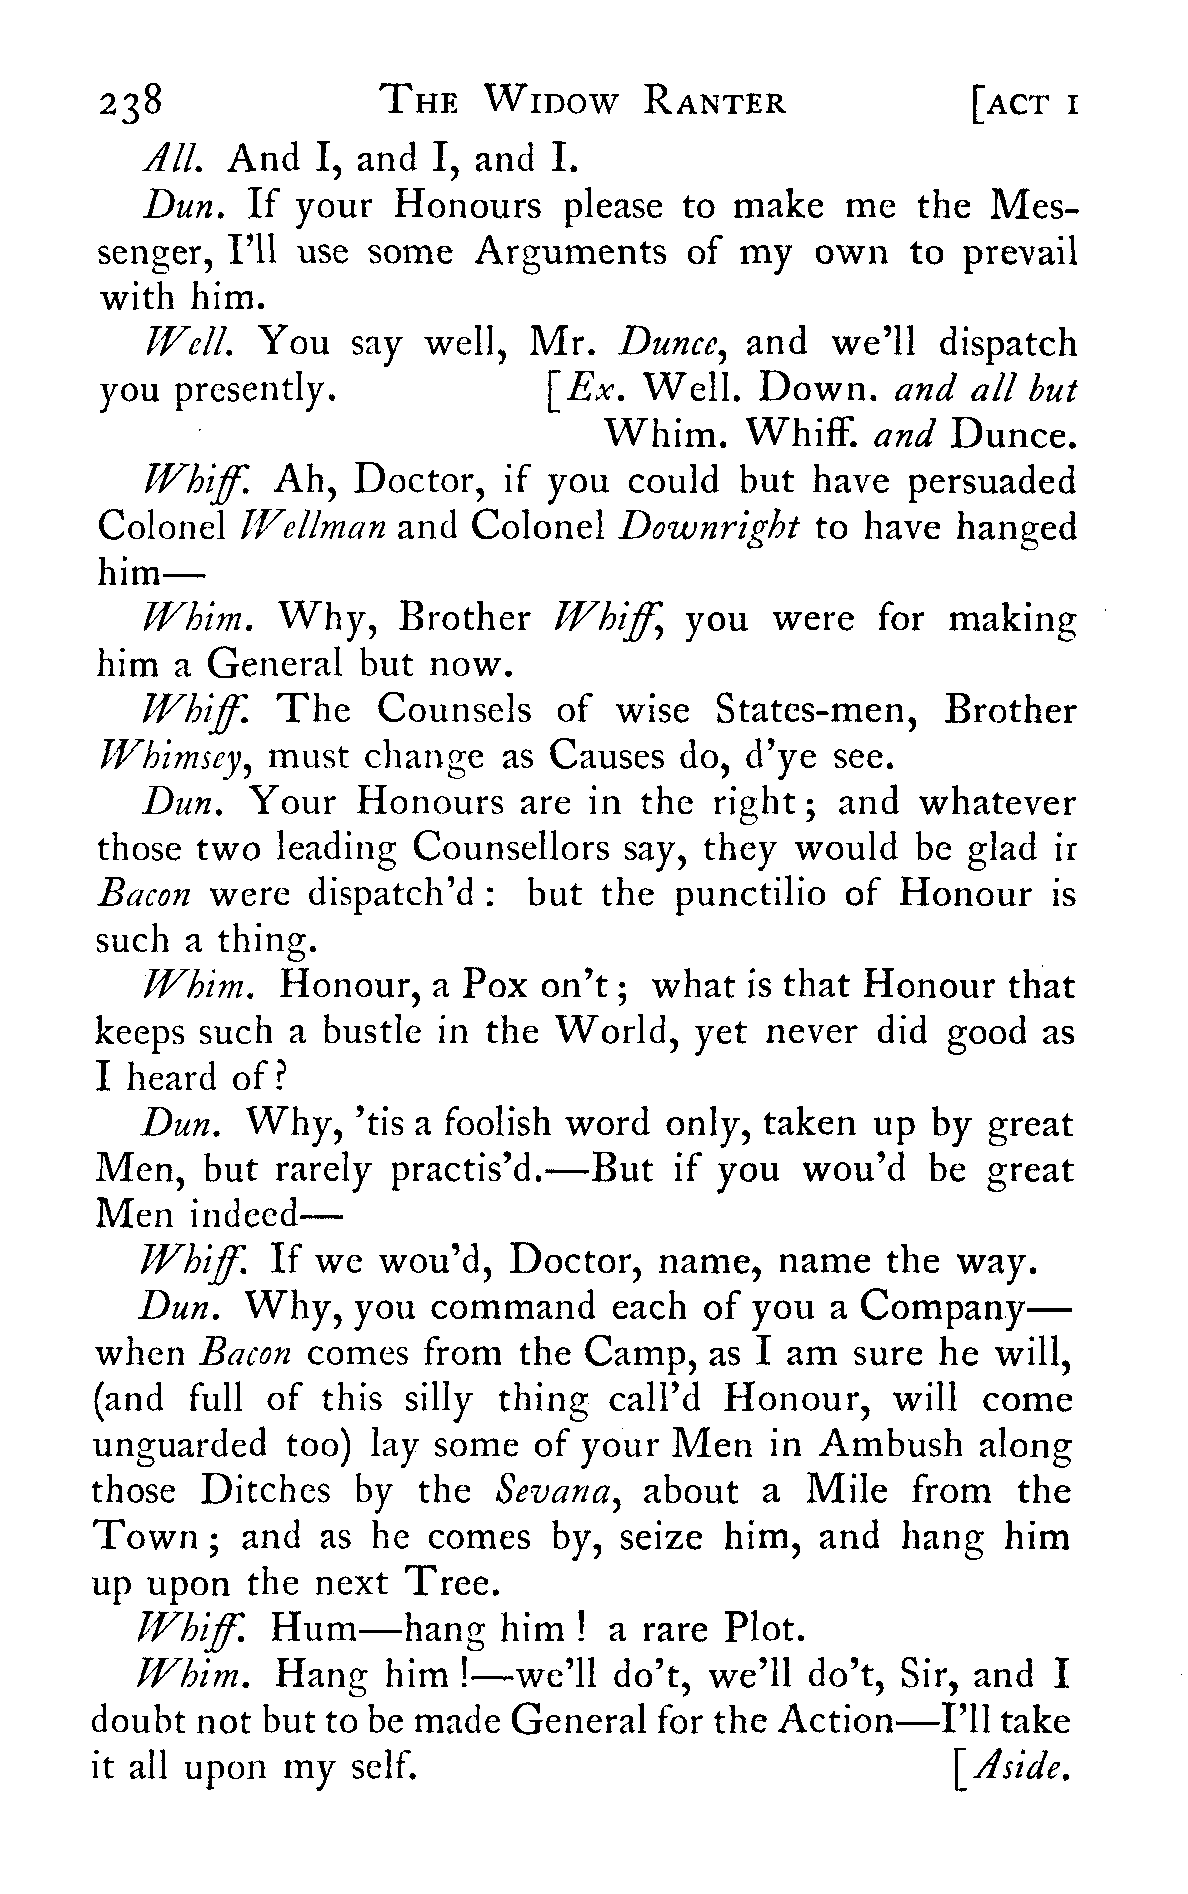 238 THE WIDOW RANTER [ACT I
All. And I, and I, and I.
Dun. If your Honours please to make me the Mes-
senger, I'll use some Arguments of my own to prevail
with him.
Well. You say well, Mr. Dunce, and we'll dispatch
you presently. [Ex. Well. Down. and all but
Whim. Whiff. and Dunce.
Whiff. Ah, Doctor, if you could but have persuaded
Colonel Wellman and Colonel Downright to have hanged
him—
Whim. Why, Brother Whiff, you were for making
him a General but now.
Whiff. The Counsels of wise States-men, Brother
Whimsey, must change as Causes do, d'ye see.
Dun. Your Honours are in the right; and whatever
those two leading Counsellors say, they would be glad if
Bacon were dispatch'd: but the punctilio of Honour is
such a thing.
Whim. Honour, a Pox on't; what is that Honour that
keeps such a bustle in the World, yet never did good as
I heard of?
Dun. Why, 'tis a foolish word only, taken up by great
Men, but rarely practis'd.—But if you wou'd be great
Men indeed—
Whiff. If we wou'd, Doctor, name, name the way.
Dun. Why, you command each of you a Company—
when Bacon comes from the Camp, as I am sure he will,
(and full of this silly thing call'd Honour, will come
unguarded too) lay some of your Men in Ambush along
those Ditches by the Sevana, about a Mile from the
Town; and as he comes by, seize him, and hang him
up upon the next Tree.
Whiff. Hum—hang him! a rare Plot.
Whim. Hang him!—we'll do't, we'll do't, Sir, and I
doubt not but to be made General for the Action—I'll take
it all upon my self. [Aside.